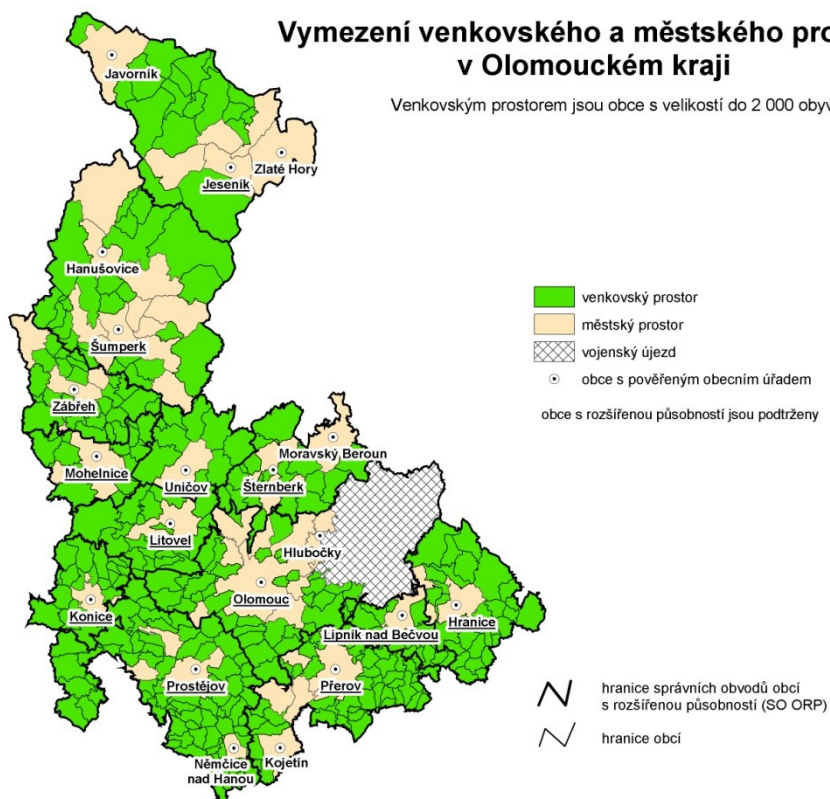 Vymezení venkovského a městského pro
v Olomouckém kraji
Venkovským prostorem jsou obce s velikostí do 2 000 obyv
Javorník
Zlaté Hory
Jeseník
Hanušovice
venkovský prostor
městský prostor
vojenský újezd
obce s pověřeným obecním úřadem
obce s rozšířenou působností jsou podtrženy
Šumperk
Zábřeh
Moravský Beroun
Mohelnice
Uničov
Šternberk
Litovel
Hlubočky
Olomouc
Konice
Hranice
Lipník nad Bečvou
Prostějov
Přerov
hranice správních obvodů obcí
s rozšířenou působností (SO ORP)
hranice obcí
Němčice
nad Hanou
Kojetín